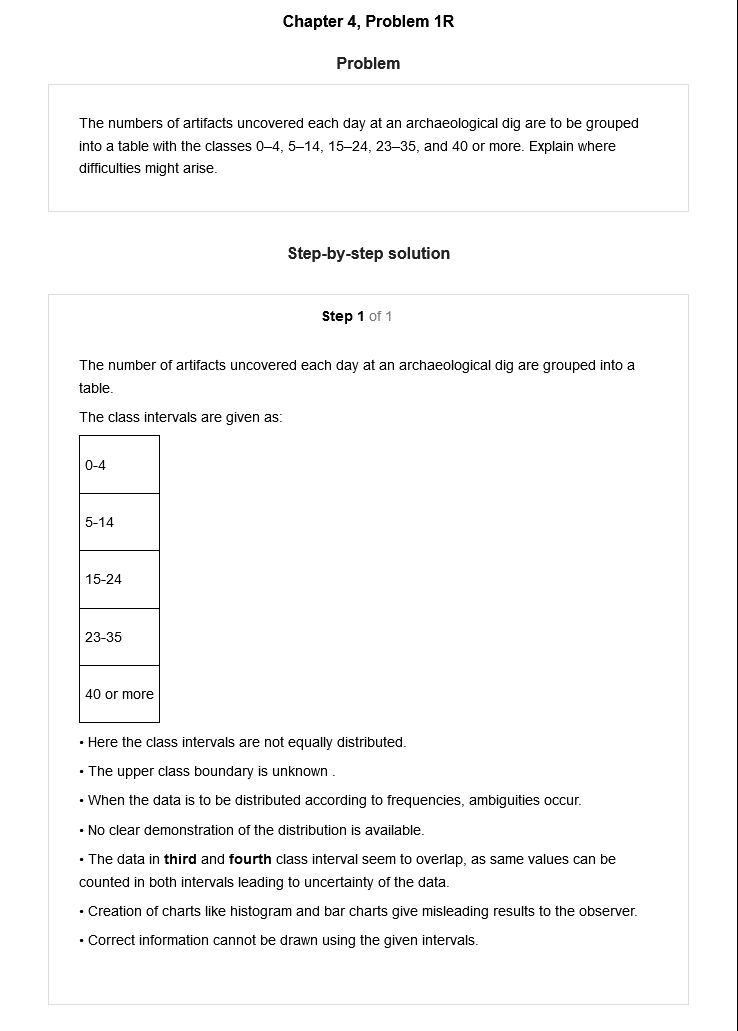 Chapter 4, Problem 1R
Problem
The numbers of artifacts uncovered each day at an archaeological dig are to be grouped
into a table with the classes 0–4, 5–14, 15–24, 23–35, and 40 or more. Explain where
difficulties might arise.
Step-by-step solution
Step 1 of 1
The number of artifacts uncovered each day at an archaeological dig are grouped into a
table.
The class intervals are given as:
0-4
5-14
15-24
23-35
40 or more
• Here the class intervals are not equally distributed.
• The upper class boundary is unknown .
• When the data is to be distributed according to frequencies, ambiguities occur.
• No clear demonstration of the distribution is available.
• The data in third and fourth class interval seem to overlap, as same values can be
counted in both intervals leading to uncertainty of the data.
• Creation of charts like histogram and bar charts give misleading results to the observer.
• Correct information cannot be drawn using the given intervals.